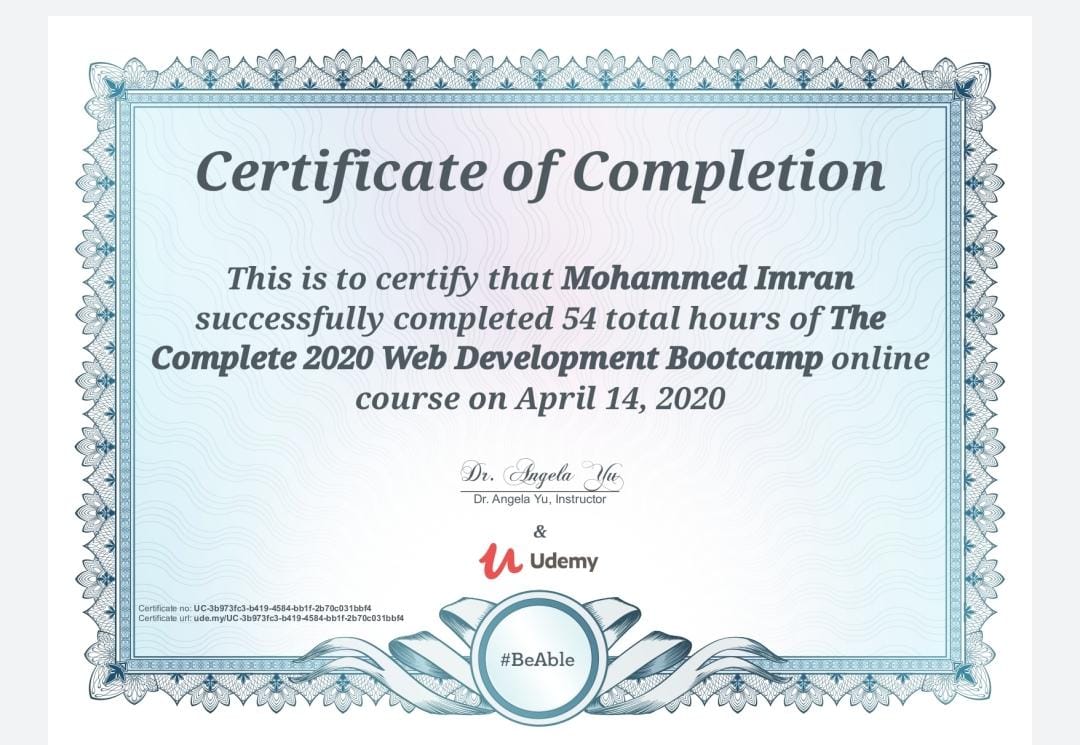 Certificate of Completion
This is to certify that Mohammed Imran
successfully completed 54 total hours of The
Complete 2020 Web Development Bootcamp online
course on April 14, 2020
Dr. Angela Yu
Dr. Angela Yu, Instructor
&
Udemy
Certificate no: UC-3b973fc3-b419-4584-bb1f-2b70c031bbf4
Certificate url: ude.my/UC-3b973fc3-b419-4584-bb1f-2b70c031bbf4
#BeAble